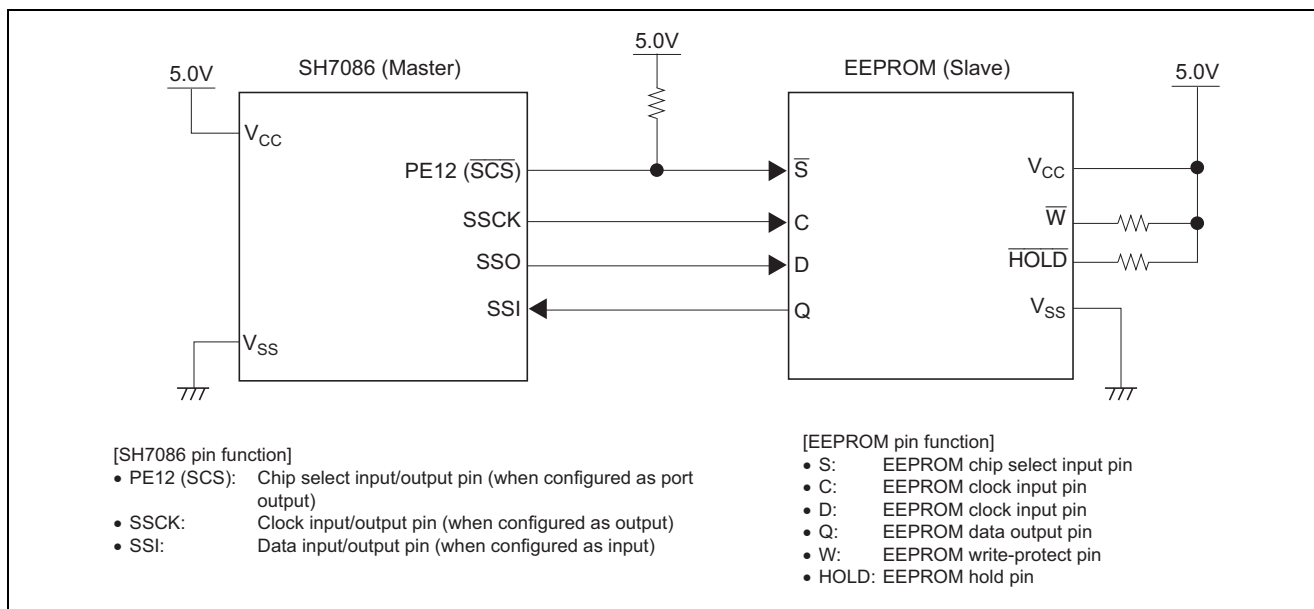 5.0V
SH7086 (Master)
EEPROM (Slave)
5.0V
5.0V
VCC
PE12 (SCS)
S
VCC
SSCK
C
W
SSO
D
HOLD
SSI
Q
VSS
VSS
[SH7086 pin function]
• PE12 (SCS): Chip select input/output pin (when configured as port
output)
• SSCK: Clock input/output pin (when configured as output)
• SSI: Data input/output pin (when configured as input)
[EEPROM pin function]
• S: EEPROM chip select input pin
• C: EEPROM clock input pin
• D: EEPROM clock input pin
• Q: EEPROM data output pin
• W: EEPROM write-protect pin
• HOLD: EEPROM hold pin